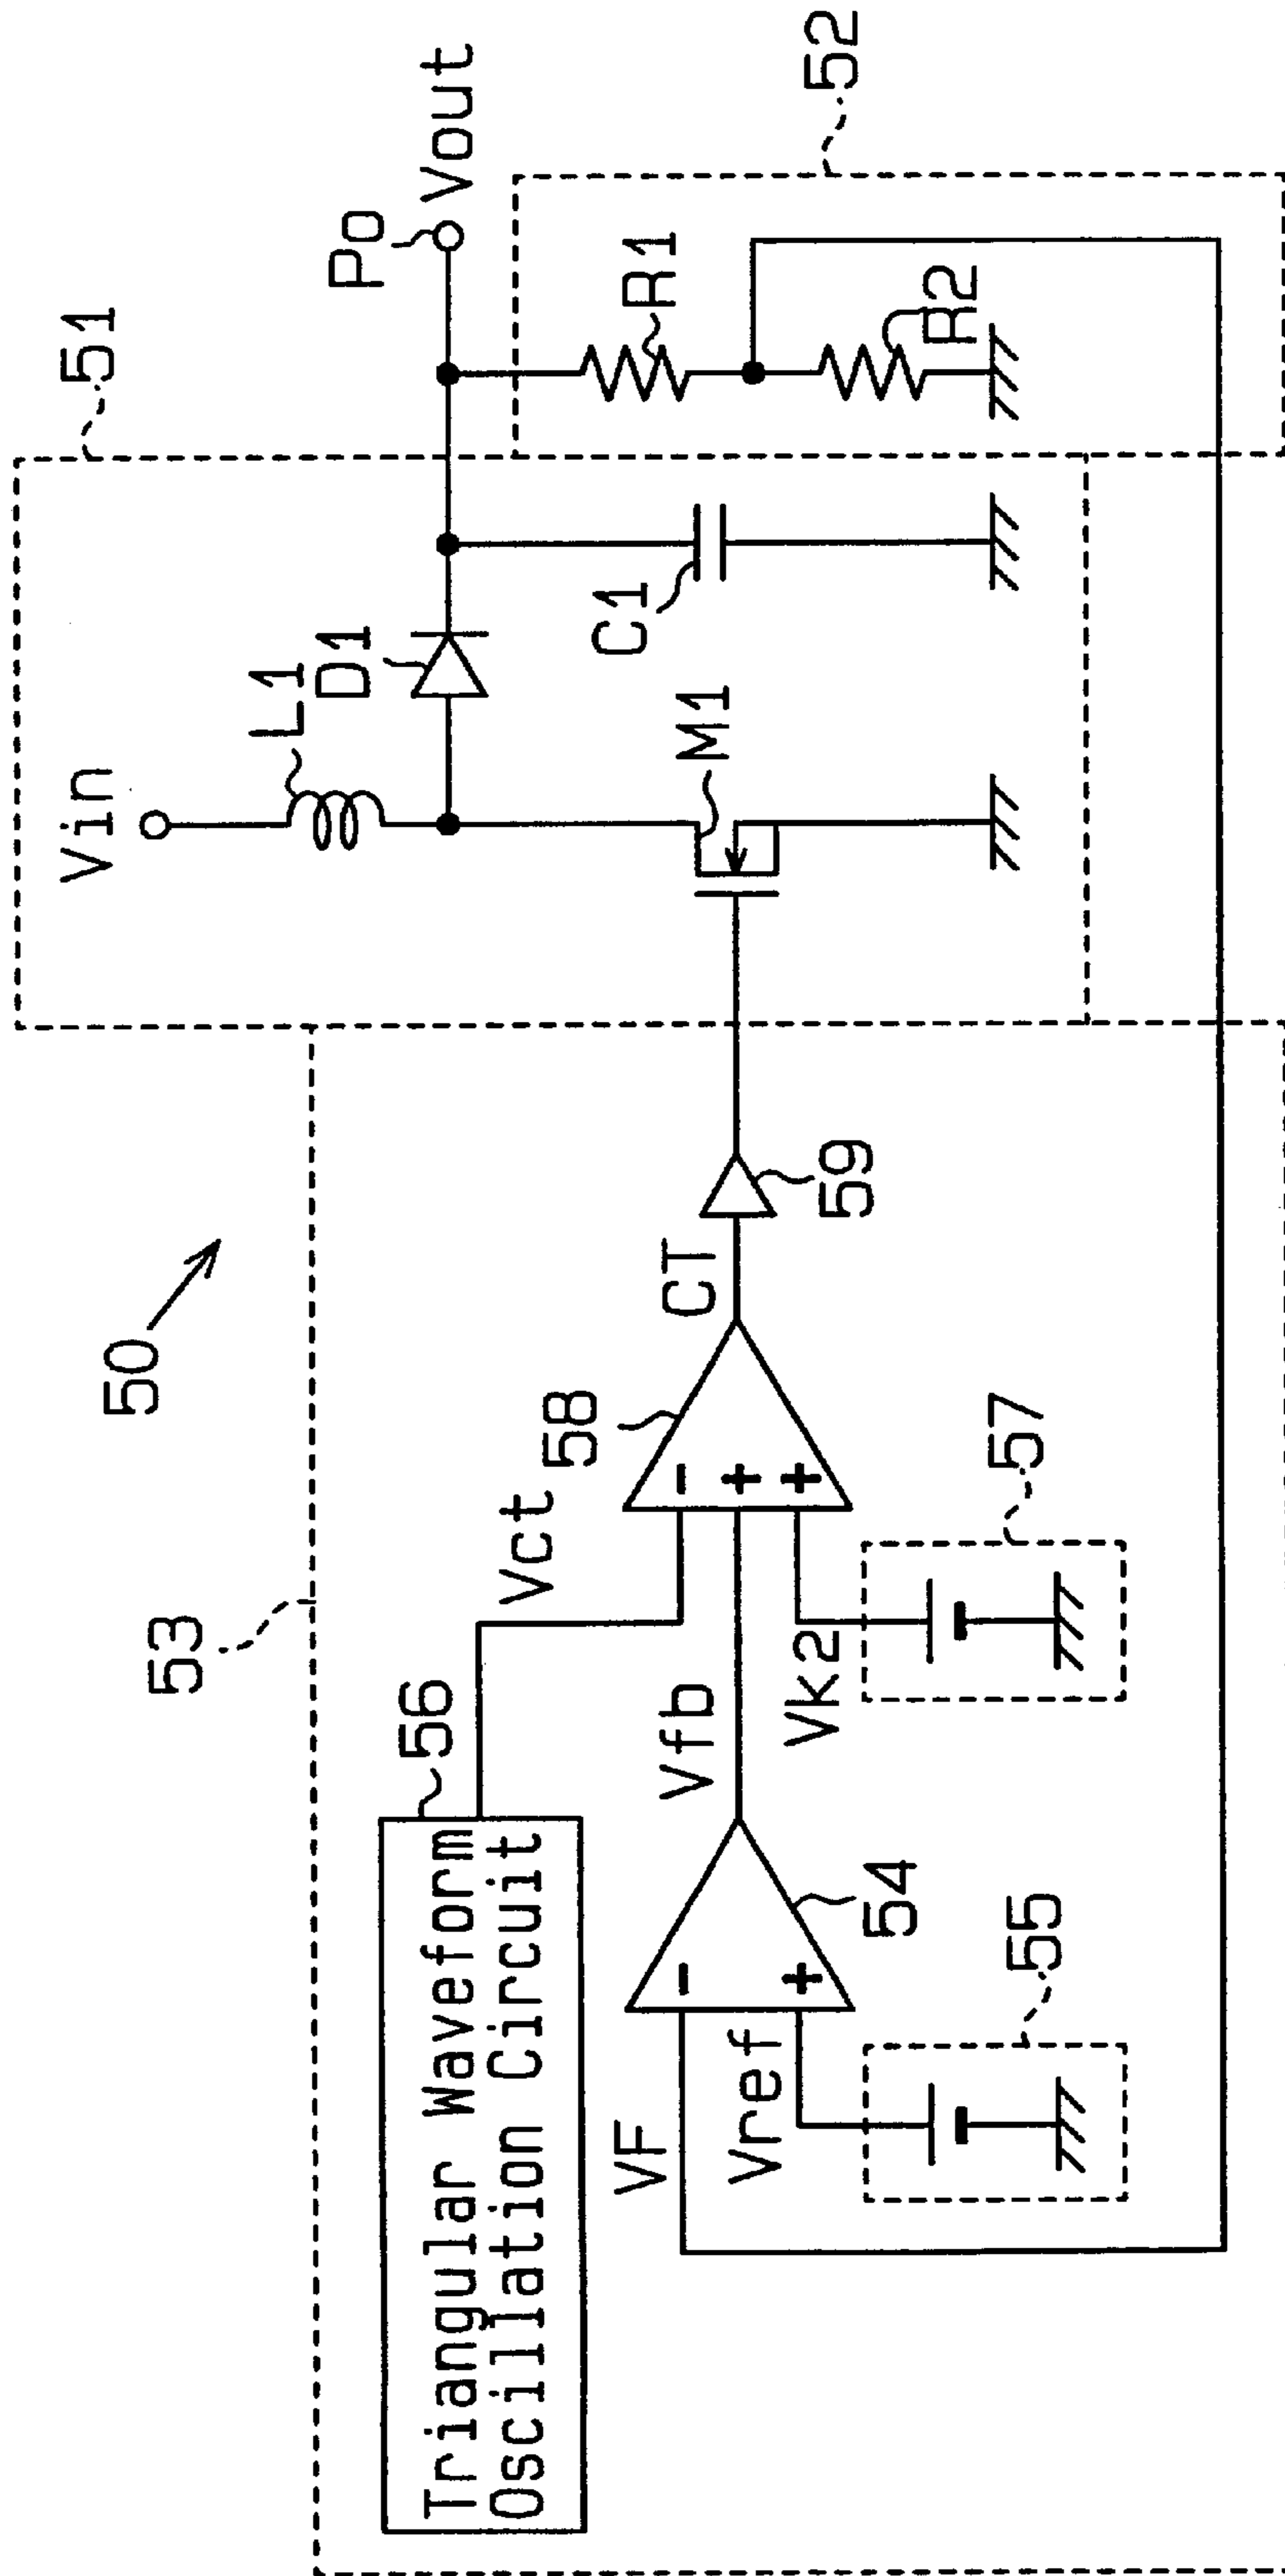 50
53
51
52
Vin
L1
D1
Po
Vout
R1
R2
C1
M1
56
Triangular Waveform
Oscillation Circuit
Vct
58
CT
59
Vfb
Vk2
57
VF
Vref
54
55
-
+
-
+
+